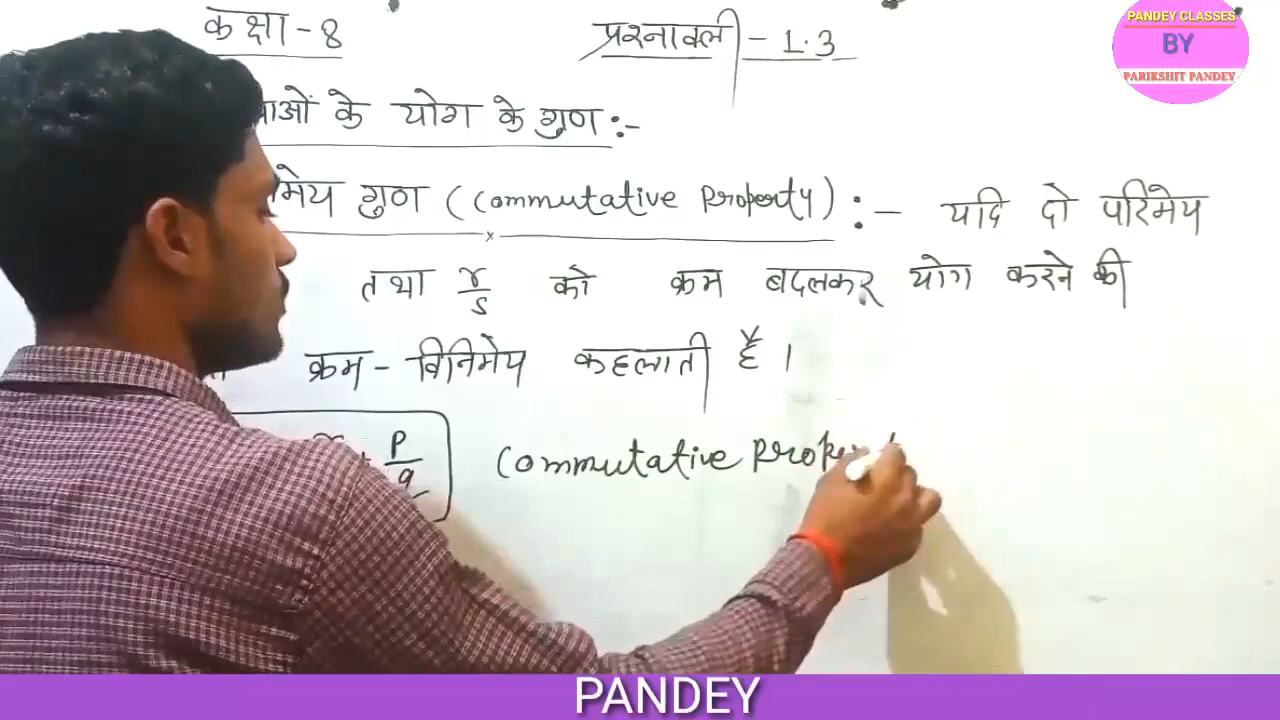 कक्षा - 8 प्रश्नावली - 1.3
PANDEY CLASSES
BY
PARIKSHIT PANDEY
के योग के गुण :-
गुण (Commutative Property) :- यदि दो परिमेय
तथा r/s को क्रम बदलकर योग करने की
क्रम - विनिमेय कहलाती है ।
P/q Commutative
PANDEY